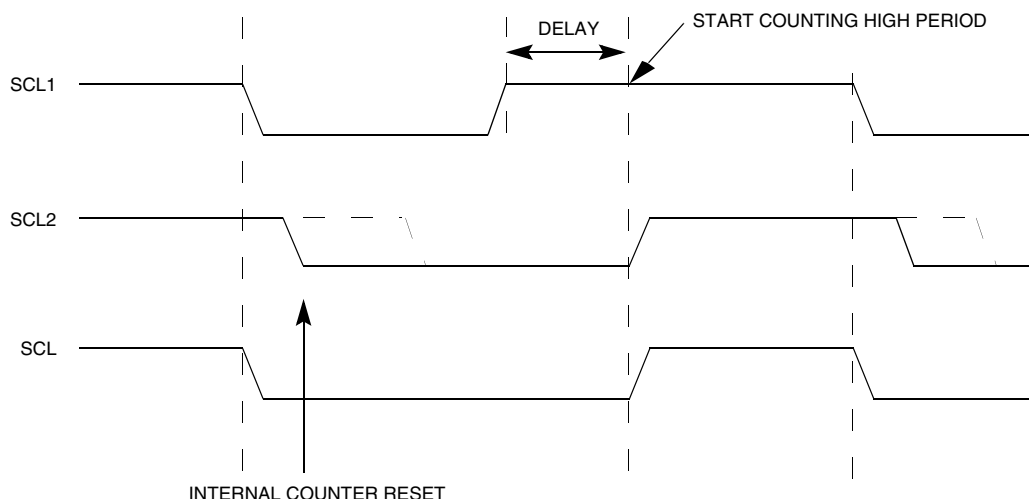 START COUNTING HIGH PERIOD
DELAY
SCL1
SCL2
SCL
INTERNAL COUNTER RESET